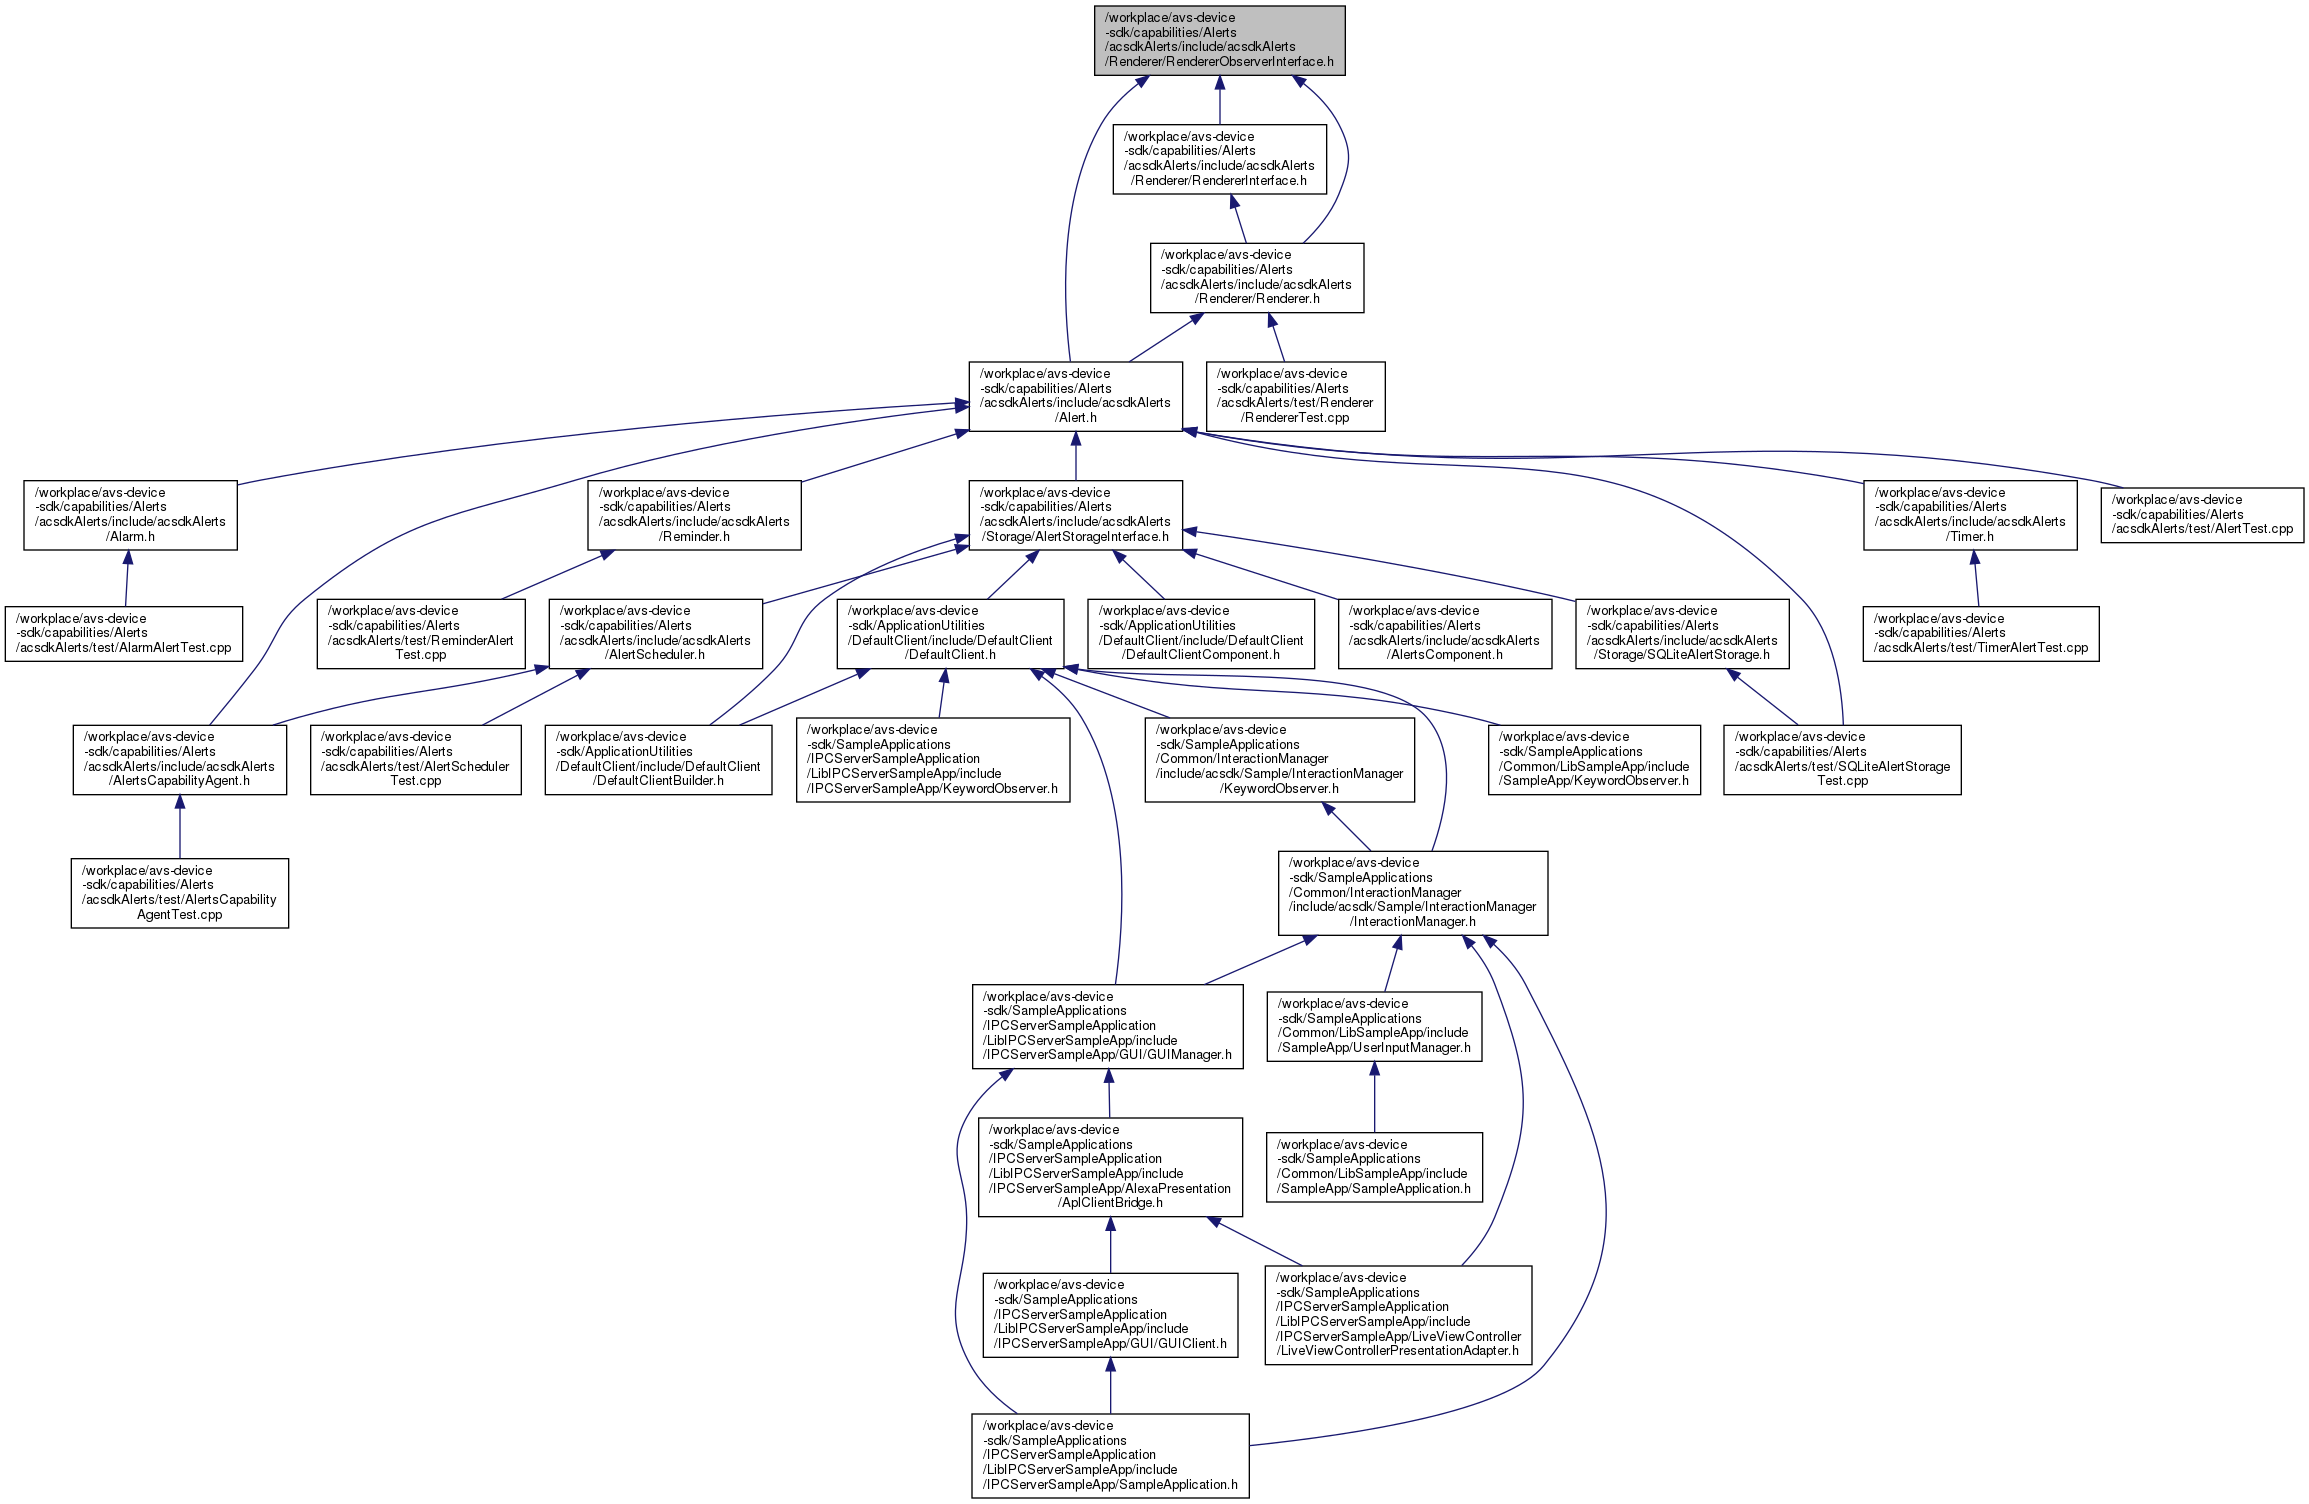 /workplace/avs-device
-sdk/capabilities/Alerts
/acsdkAlerts/include/acsdkAlerts
/Renderer/RendererObserverInterface.h
/workplace/avs-device
-sdk/capabilities/Alerts
/acsdkAlerts/include/acsdkAlerts
/Renderer/RendererInterface.h
/workplace/avs-device
-sdk/capabilities/Alerts
/acsdkAlerts/include/acsdkAlerts
/Renderer/Renderer.h
/workplace/avs-device
-sdk/capabilities/Alerts
/acsdkAlerts/include/acsdkAlerts
/Alert.h
/workplace/avs-device
-sdk/capabilities/Alerts
/acsdkAlerts/test/Renderer
/RendererTest.cpp
/workplace/avs-device
-sdk/capabilities/Alerts
/acsdkAlerts/include/acsdkAlerts
/Alarm.h
/workplace/avs-device
-sdk/capabilities/Alerts
/acsdkAlerts/include/acsdkAlerts
/Reminder.h
/workplace/avs-device
-sdk/capabilities/Alerts
/acsdkAlerts/include/acsdkAlerts
/Storage/AlertStorageInterface.h
/workplace/avs-device
-sdk/capabilities/Alerts
/acsdkAlerts/include/acsdkAlerts
/Timer.h
/workplace/avs-device
-sdk/capabilities/Alerts
/acsdkAlerts/test/AlertTest.cpp
/workplace/avs-device
-sdk/capabilities/Alerts
/acsdkAlerts/test/AlarmAlertTest.cpp
/workplace/avs-device
-sdk/capabilities/Alerts
/acsdkAlerts/test/ReminderAlert
Test.cpp
/workplace/avs-device
-sdk/capabilities/Alerts
/acsdkAlerts/include/acsdkAlerts
/AlertScheduler.h
/workplace/avs-device
-sdk/ApplicationUtilities
/DefaultClient/include/DefaultClient
/DefaultClient.h
/workplace/avs-device
-sdk/ApplicationUtilities
/DefaultClient/include/DefaultClient
/DefaultClientComponent.h
/workplace/avs-device
-sdk/capabilities/Alerts
/acsdkAlerts/include/acsdkAlerts
/AlertsComponent.h
/workplace/avs-device
-sdk/capabilities/Alerts
/acsdkAlerts/include/acsdkAlerts
/Storage/SQLiteAlertStorage.h
/workplace/avs-device
-sdk/capabilities/Alerts
/acsdkAlerts/test/TimerAlertTest.cpp
/workplace/avs-device
-sdk/capabilities/Alerts
/acsdkAlerts/include/acsdkAlerts
/AlertsCapabilityAgent.h
/workplace/avs-device
-sdk/capabilities/Alerts
/acsdkAlerts/test/AlertScheduler
Test.cpp
/workplace/avs-device
-sdk/ApplicationUtilities
/DefaultClient/include/DefaultClient
/DefaultClientBuilder.h
/workplace/avs-device
-sdk/SampleApplications
/IPCServerSampleApplication
/LibIPCServerSampleApp/include
/IPCServerSampleApp/KeywordObserver.h
/workplace/avs-device
-sdk/SampleApplications
/Common/InteractionManager
/include/acsdk/Sample/InteractionManager
/KeywordObserver.h
/workplace/avs-device
-sdk/SampleApplications
/Common/LibSampleApp/include
/SampleApp/KeywordObserver.h
/workplace/avs-device
-sdk/capabilities/Alerts
/acsdkAlerts/test/SQLiteAlertStorage
Test.cpp
/workplace/avs-device
-sdk/capabilities/Alerts
/acsdkAlerts/test/AlertsCapability
AgentTest.cpp
/workplace/avs-device
-sdk/SampleApplications
/Common/InteractionManager
/include/acsdk/Sample/InteractionManager
/InteractionManager.h
/workplace/avs-device
-sdk/SampleApplications
/IPCServerSampleApplication
/LibIPCServerSampleApp/include
/IPCServerSampleApp/GUI/GUIManager.h
/workplace/avs-device
-sdk/SampleApplications
/Common/LibSampleApp/include
/SampleApp/UserInputManager.h
/workplace/avs-device
-sdk/SampleApplications
/IPCServerSampleApplication
/LibIPCServerSampleApp/include
/IPCServerSampleApp/AlexaPresentation
/AplClientBridge.h
/workplace/avs-device
-sdk/SampleApplications
/Common/LibSampleApp/include
/SampleApp/SampleApplication.h
/workplace/avs-device
-sdk/SampleApplications
/IPCServerSampleApplication
/LibIPCServerSampleApp/include
/IPCServerSampleApp/GUI/GUIClient.h
/workplace/avs-device
-sdk/SampleApplications
/IPCServerSampleApplication
/LibIPCServerSampleApp/include
/IPCServerSampleApp/LiveViewController
/LiveViewControllerPresentationAdapter.h
/workplace/avs-device
-sdk/SampleApplications
/IPCServerSampleApplication
/LibIPCServerSampleApp/include
/IPCServerSampleApp/SampleApplication.h